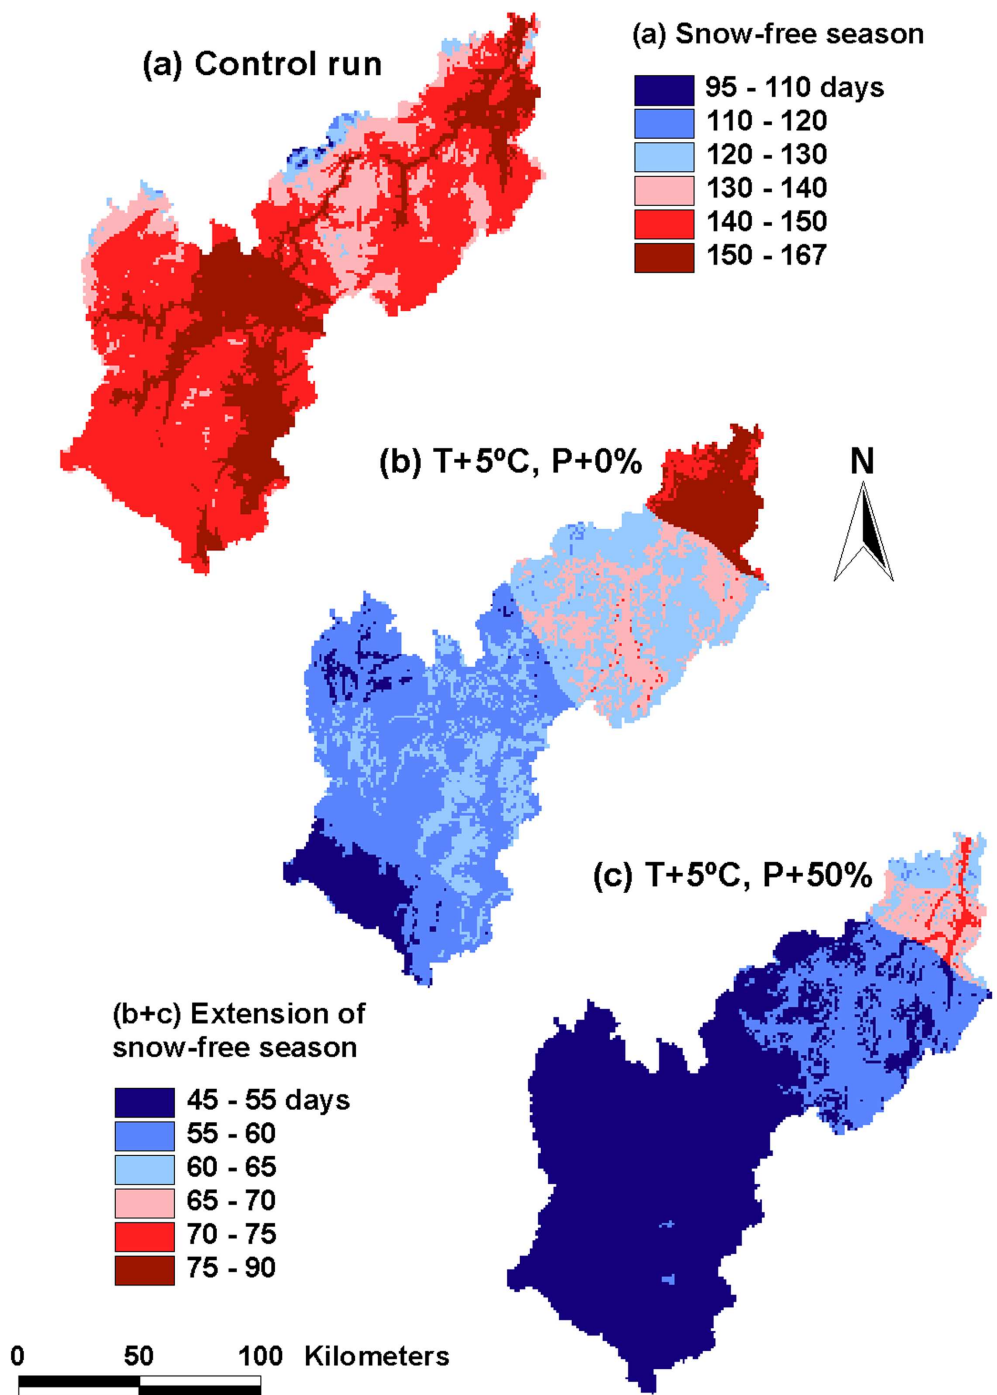 (a) Control run
(a) Snow-free season
95 - 110 days
110 - 120
120 - 130
130 - 140
140 - 150
150 - 167
(b) T+5ºC, P+0%
N
(c) T+5ºC, P+50%
(b+c) Extension of
snow-free season
45 - 55 days
55 - 60
60 - 65
65 - 70
70 - 75
75 - 90
0 50 100 Kilometers